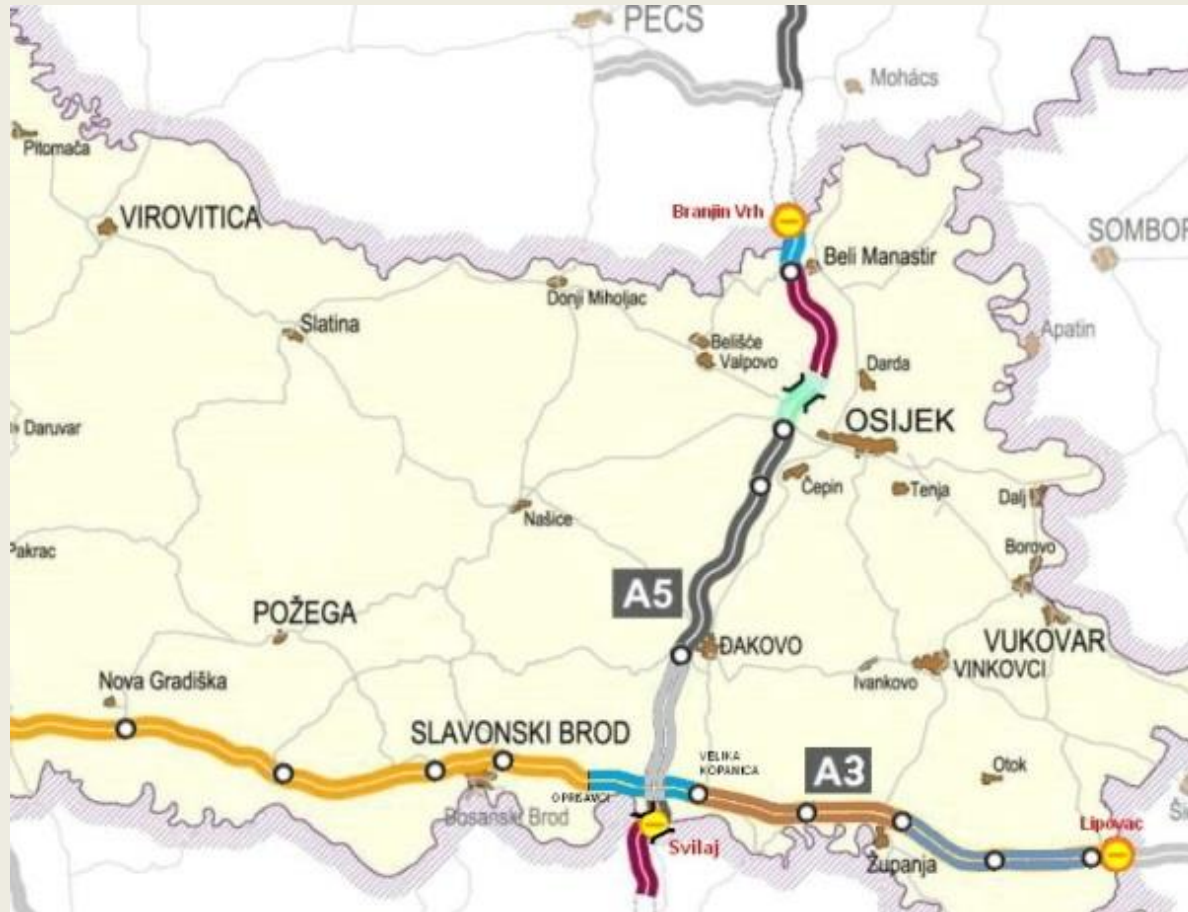 PECS
Mohács
Pitomača
VIROVITICA
Branjin Vrh
SOMBOR
Beli Manastir
Donji Miholjac
Slatina
Belišće
Valpovo
Apatin
Darda
Daruvar
OSIJEK
Čepin
Tenja
Dalj
Našice
Pakrac
Borovo
A5
POŽEGA
ĐAKOVO
VUKOVAR
VINKOVCI
Ivankovo
Nova Gradiška
SLAVONSKI BROD
VELIKA
KOPANICA
A3
Otok
Bosanski Brod
Svilaj
Županja
Lipovac